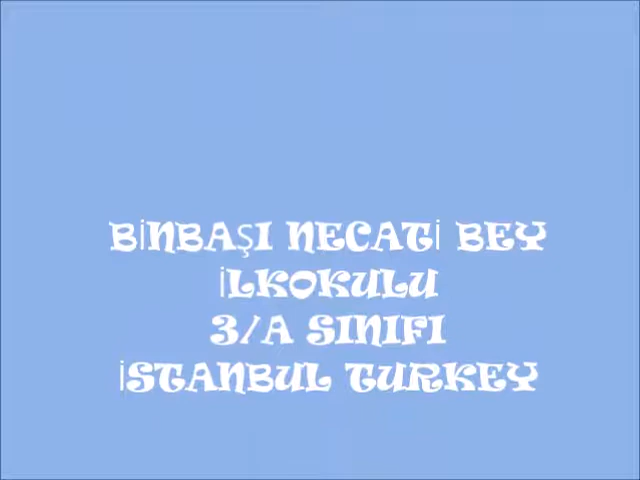 BİNBAŞI NECATİ BEY
İLKOKULU
3/A SINIFI
İSTANBUL TURKEY